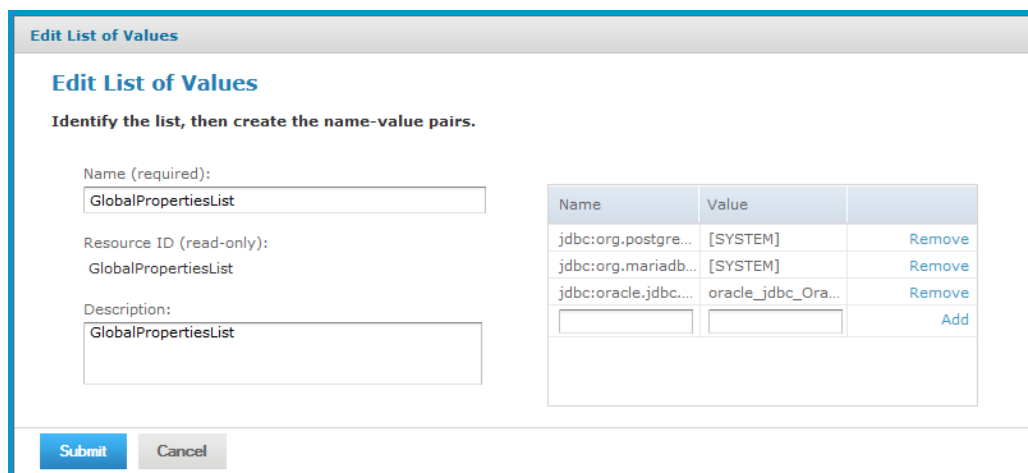 Edit List of Values
Edit List of Values
Identify the list, then create the name-value pairs.
Name (required):
GlobalPropertiesList
Resource ID (read-only):
GlobalPropertiesList
Description:
GlobalPropertiesList
Name Value
jdbc:org.postgre... [SYSTEM] Remove
jdbc:org.mariadb... [SYSTEM] Remove
jdbc:oracle.jdbc.... oracle_jdbc_Ora... Remove
Add
Submit Cancel